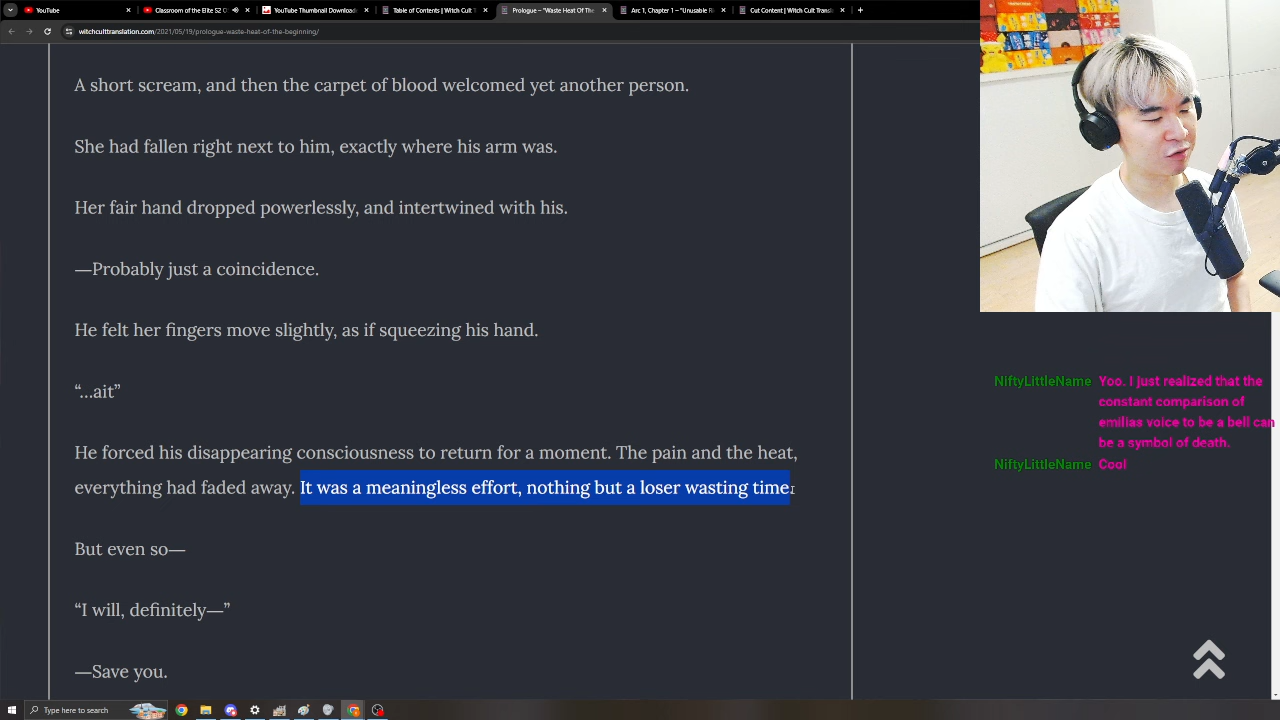 YouTube
Classroom of the Elite S2 O
YouTube Thumbnail Download
Table of Contents | Witch Cult T
Prologue – "Waste Heat Of The
Arc 1, Chapter 1 – "Unusable R
Cut Content | Witch Cult Trans
witchculttranslation.com/2021/05/19/prologue-waste-heat-of-the-beginning/
A short scream, and then the carpet of blood welcomed yet another person.
She had fallen right next to him, exactly where his arm was.
Her fair hand dropped powerlessly, and intertwined with his.
—Probably just a coincidence.
He felt her fingers move slightly, as if squeezing his hand.
“…ait”
He forced his disappearing consciousness to return for a moment. The pain and the heat,
everything had faded away. It was a meaningless effort, nothing but a loser wasting time.
But even so—
“I will, definitely—”
—Save you.
NiftyLittleName Yoo. I just realized that the
constant comparison of
emilias voice to be a bell can
be a symbol of death.
NiftyLittleName Cool
Type here to search